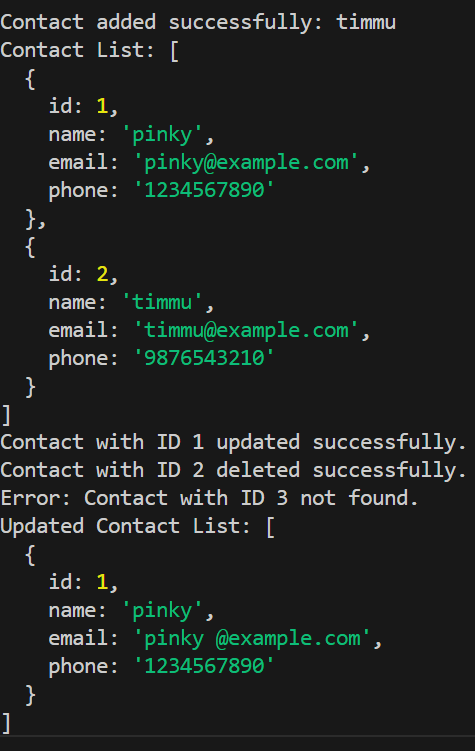 Contact added successfully: timmu
Contact List: [
  {
    id: 1,
    name: 'pinky',
    email: 'pinky@example.com',
    phone: '1234567890'
  },
  {
    id: 2,
    name: 'timmu',
    email: 'timmu@example.com',
    phone: '9876543210'
  }
]
Contact with ID 1 updated successfully.
Contact with ID 2 deleted successfully.
Error: Contact with ID 3 not found.
Updated Contact List: [
  {
    id: 1,
    name: 'pinky',
    email: 'pinky @example.com',
    phone: '1234567890'
  }
]